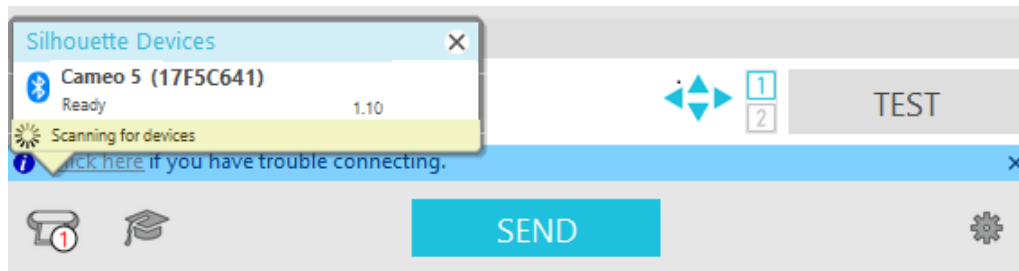 Silhouette Devices
Cameo 5 (17F5C641)
Ready 1.10
Scanning for devices
1
2
TEST
Click here if you have trouble connecting.
1
SEND